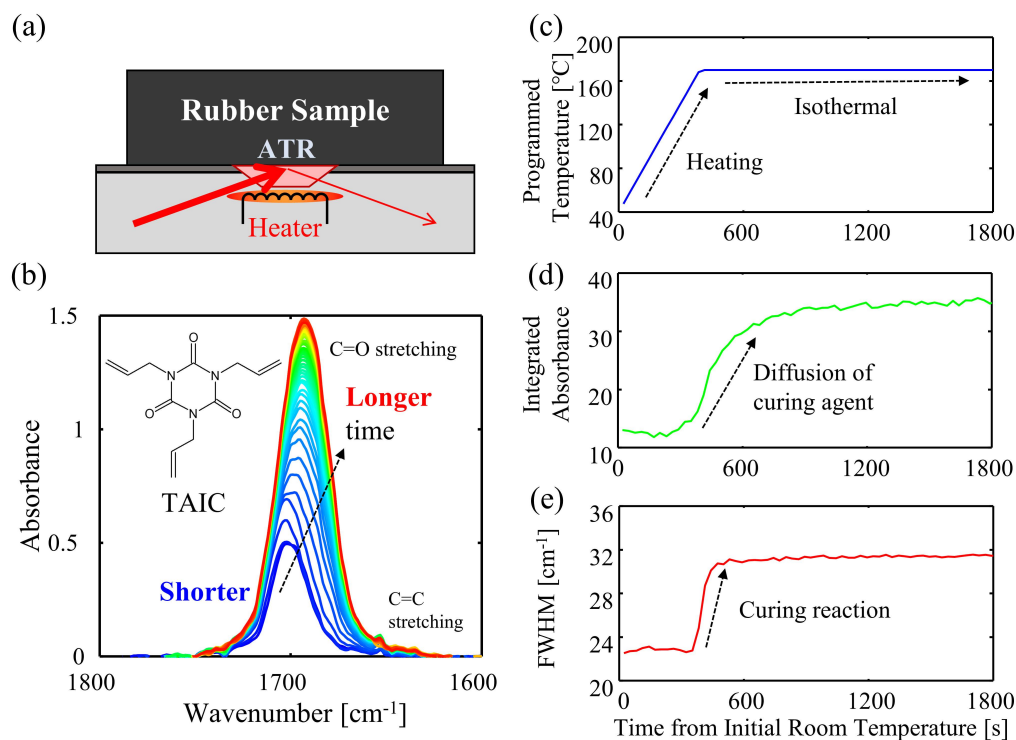 (a)
Rubber Sample
ATR
Heater
(b)
Absorbance
1.5
1
0.5
0
O
N
N
O
O
N
TAIC
C=O stretching
Longer
time
Shorter
C=C
stretching
1800
1700
1600
Wavenumber [cm-1]
(c)
Programmed
Temperature [°C]
200
160
120
80
40
Heating
Isothermal
0
600
1200
1800
(d)
Integrated
Absorbance
40
30
20
10
Diffusion of
curing agent
0
600
1200
1800
(e)
FWHM [cm-1]
36
32
28
24
20
Curing reaction
0
600
1200
1800
Time from Initial Room Temperature [s]